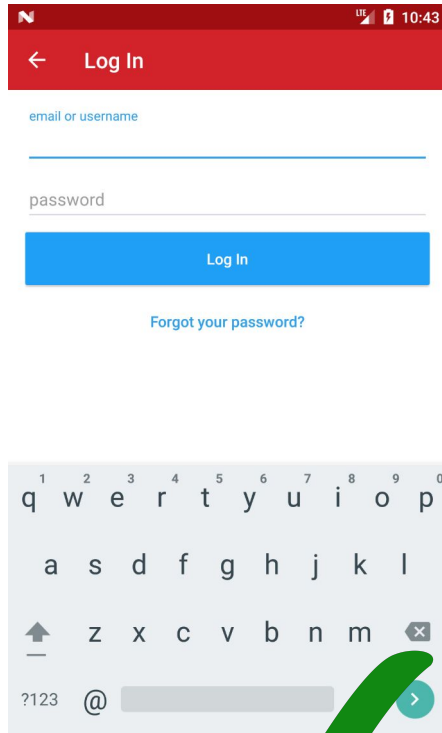 LTE 10:43
Log In
email or username
password
Log In
Forgot your password?
1 2 3 4 5 6 7 8 9 0
q w e r t y u i o p
a s d f g h j k l
z x c v b n m
?123 @